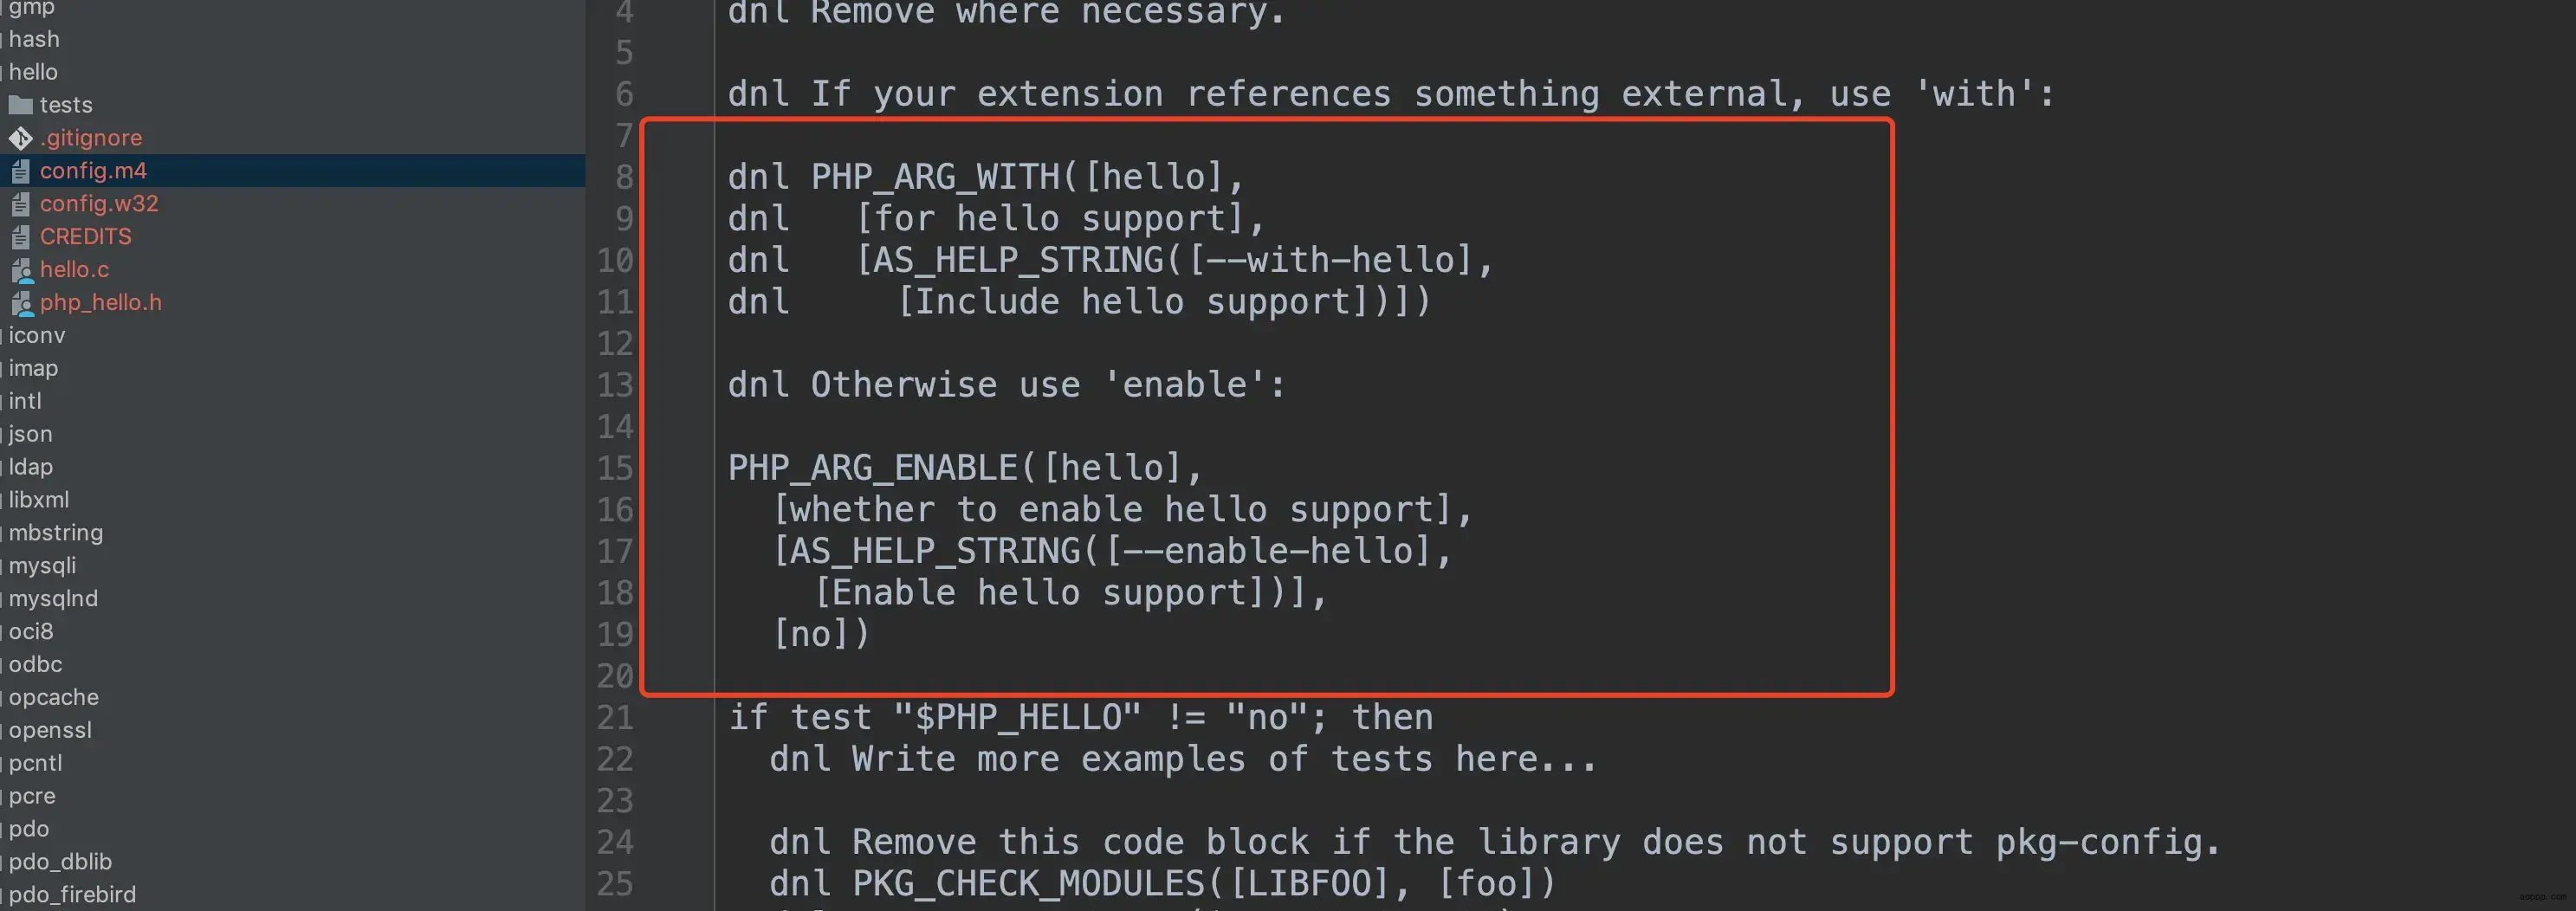 gmp
hash
hello
tests
.gitignore
config.m4
config.w32
CREDITS
hello.c
php_hello.h
iconv
imap
intl
json
ldap
libxml
mbstring
mysqli
mysqlnd
oci8
odbc
opcache
openssl
pcntl
pcre
pdo
pdo_dblib
pdo_firebird
4 dnl Remove where necessary.
5
6 dnl If your extension references something external, use 'with':
7
8 dnl PHP_ARG_WITH([hello],
9 dnl   [for hello support],
10 dnl   [AS_HELP_STRING([--with-hello],
11 dnl     [Include hello support])])
12
13 dnl Otherwise use 'enable':
14
15 PHP_ARG_ENABLE([hello],
16   [whether to enable hello support],
17   [AS_HELP_STRING([--enable-hello],
18     [Enable hello support])],
19   [no])
20
21 if test "$PHP_HELLO" != "no"; then
22   dnl Write more examples of tests here...
23
24   dnl Remove this code block if the library does not support pkg-config.
25   dnl PKG_CHECK_MODULES([LIBFOO], [foo])